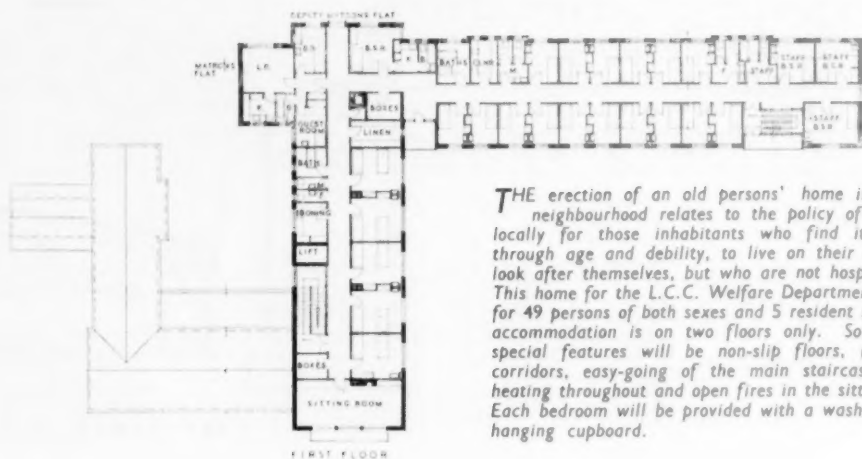 DEPUTY MATRONS FLAT
MATRONS FLAT
L.R.
B.S.R.
K B
BATHS
W
F
STAFF
STAFF B.S.R.
STAFF B.S.R.
K
B
BOXES
GUEST ROOM
LINEN
STAFF B.S.R.
BATH
IRONING
LIFT
BOXES
SITTING ROOM
FIRST FLOOR
THE erection of an old persons' home i
neighbourhood relates to the policy of
locally for those inhabitants who find i
through age and debility, to live on their
look after themselves, but who are not hosp
This home for the L.C.C. Welfare Departme
for 49 persons of both sexes and 5 resident
accommodation is on two floors only. So
special features will be non-slip floors,
corridors, easy-going of the main stairca
heating throughout and open fires in the sitt
Each bedroom will be provided with a wash
hanging cupboard.